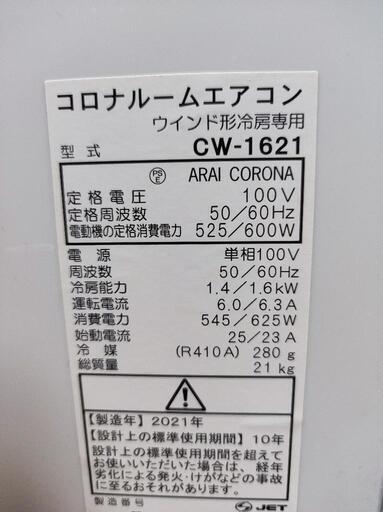 コロナルームエアコン
ウインド形冷房専用
型式 CW-1621
PS E ARAI CORONA
定格電圧 100V
定格周波数 50/60Hz
電動機の定格消費電力 525/600W
電源 単相100V
周波数 50/60Hz
冷房能力 1.4/1.6kW
運転電流 6.0/6.3A
消費電力 545/625W
始動電流 25/23A
冷媒 (R410A) 280g
総質量 21kg
【製造年】2021年
【設計上の標準使用期間】10年
設計上の標準使用期間を超えて
お使いいただいた場合は、経年
劣化による発火・けがなどの事故
に至るおそれがあります。
製造番号 JET